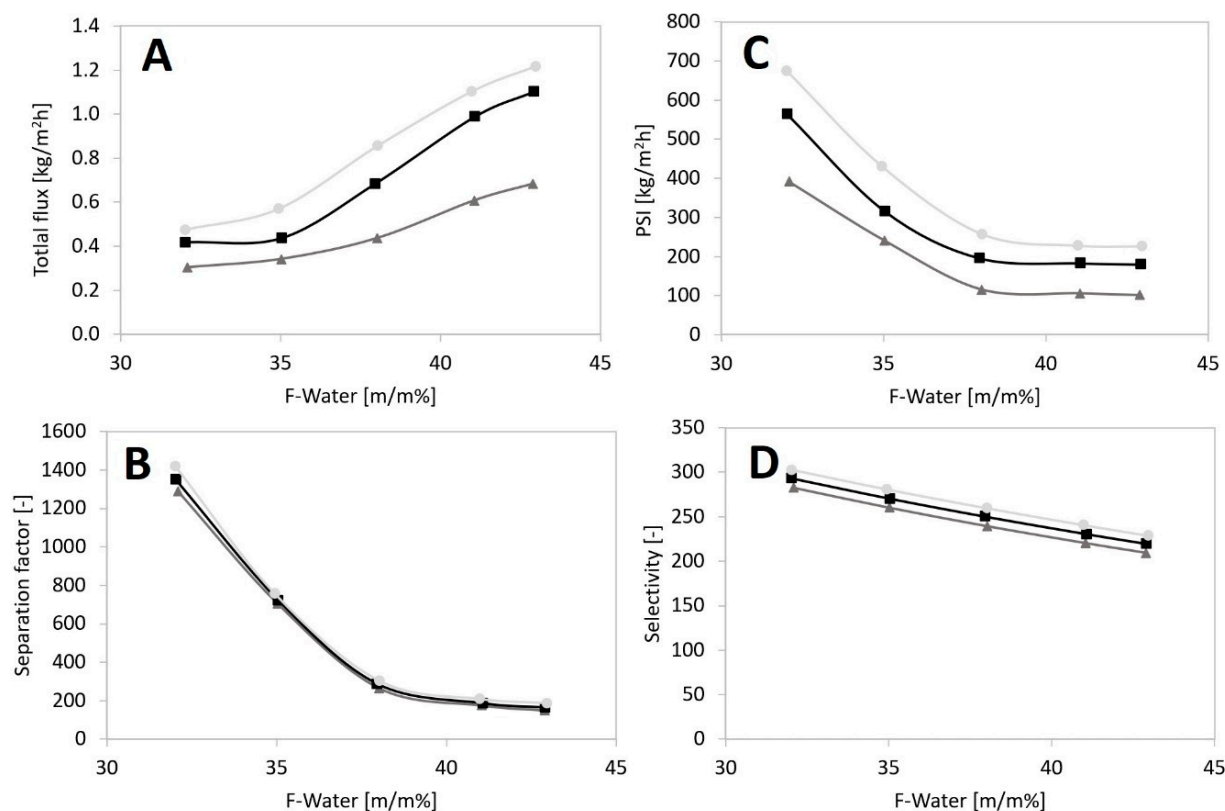 A
Totlal flux [kg/m²h]
1.4
1.2
1.0
0.8
0.6
0.4
0.2
0.0
30 35 40 45
F-Water [m/m%]
C
PSI [kg/m²h]
800
700
600
500
400
300
200
100
0
30 35 40 45
F-Water [m/m%]
B
Separation factor [-]
1600
1400
1200
1000
800
600
400
200
0
30 35 40 45
F-Water [m/m%]
D
Selectivity [-]
350
300
250
200
150
100
50
0
30 35 40 45
F-Water [m/m%]